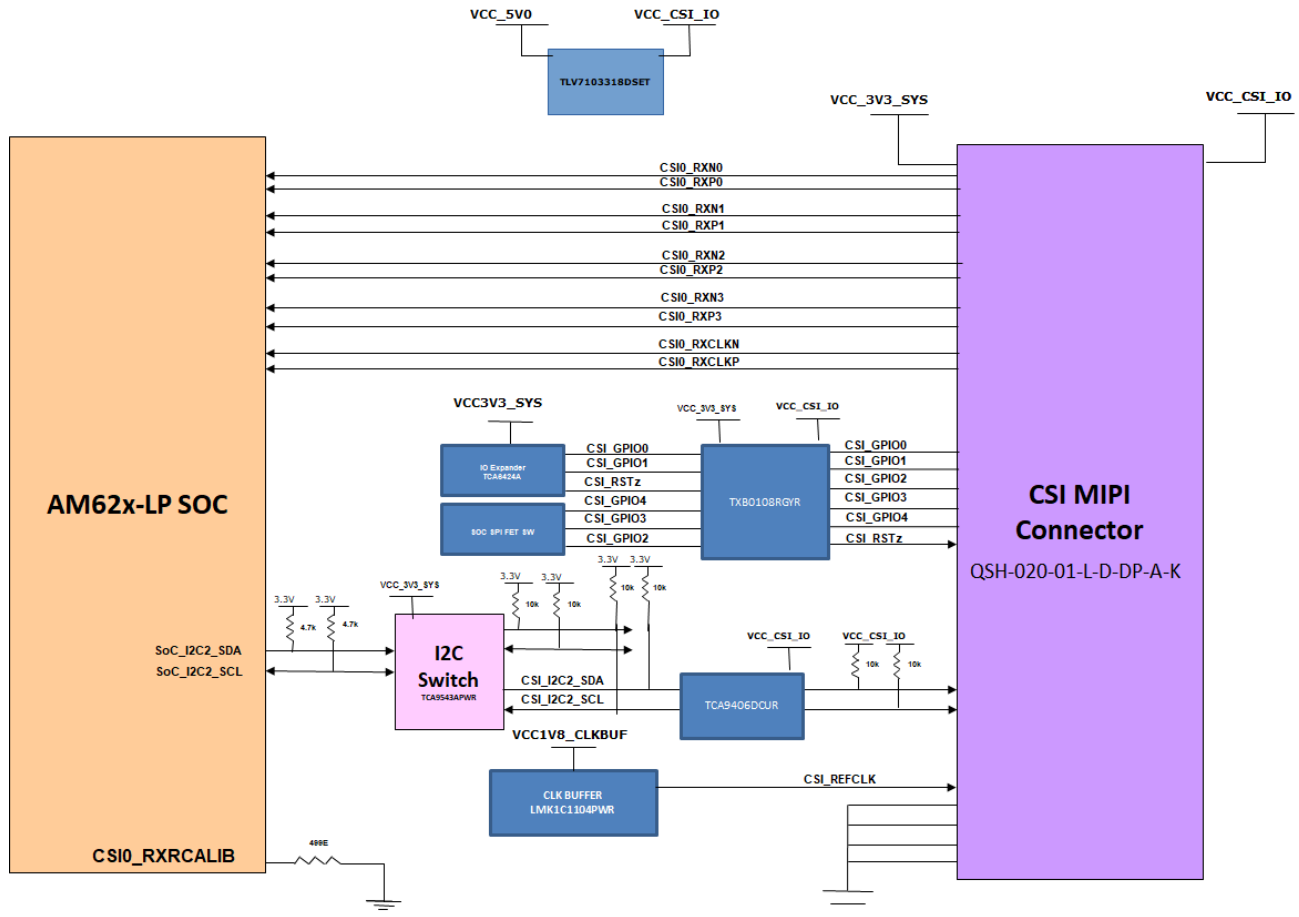 VCC_5V0
VCC_CSI_IO
TLV7103318DSET
VCC_3V3_SYS
VCC_CSI_IO
CSI0_RXN0
CSI0_RXP0
CSI0_RXN1
CSI0_RXP1
CSI0_RXN2
CSI0_RXP2
CSI0_RXN3
CSI0_RXP3
CSI0_RXCLKN
CSI0_RXCLKP
VCC3V3_SYS
VCC_3V3_SYS
VCC_CSI_IO
IO Expander
TCA6424A
CSI_GPIO0
CSI_GPIO1
CSI_RSTz
CSI_GPIO4
CSI_GPIO3
CSI_GPIO2
SOC SPI FET SW
TXB0108RGYR
CSI_GPIO0
CSI_GPIO1
CSI_GPIO2
CSI_GPIO3
CSI_GPIO4
CSI_RSTz
AM62x-LP SOC
CSI MIPI
Connector
QSH-020-01-L-D-DP-A-K
3.3V
3.3V
4.7k
4.7k
VCC_3V3_SYS
3.3V
3.3V
10k
10k
3.3V
3.3V
10k
10k
SoC_I2C2_SDA
SoC_I2C2_SCL
I2C
Switch
TCA9543APWR
CSI_I2C2_SDA
CSI_I2C2_SCL
VCC_CSI_IO
TCA9406DCUR
VCC_CSI_IO
10k
10k
VCC1V8_CLKBUF
CLK BUFFER
LMK1C1104PWR
CSI_REFCLK
CSI0_RXRCALIB
499E